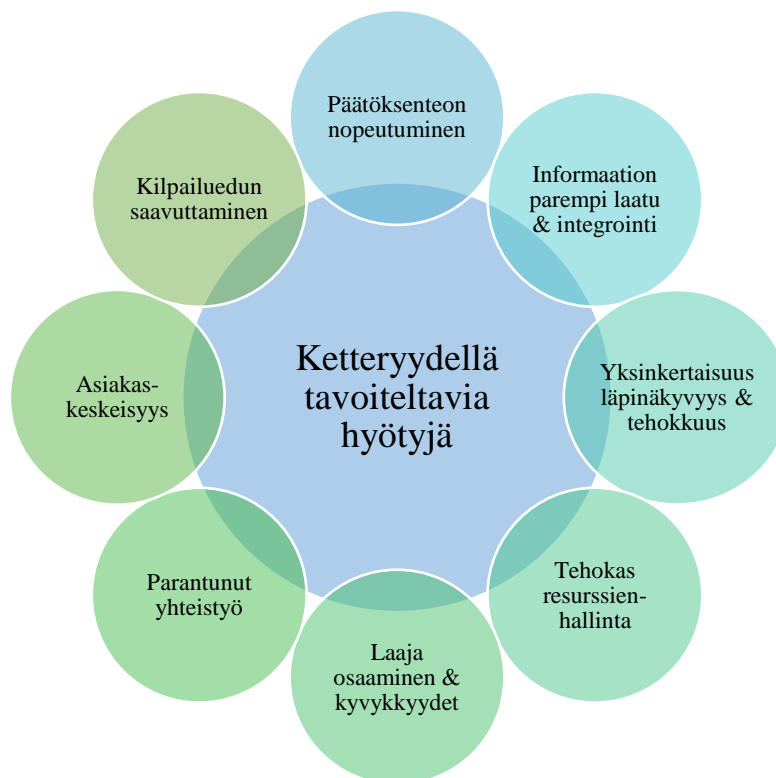 Päätöksenteon
nopeutuminen
Informaation
parempi laatu
& integrointi
Yksinkertaisuus
läpinäkyvyys &
tehokkuus
Tehokas
resurssien-
hallinta
Laaja
osaaminen &
kyvykkyydet
Parantunut
yhteistyö
Asiakas-
keskeisyys
Kilpailuedun
saavuttaminen
Ketteryydellä
tavoiteltavia
hyötyjä